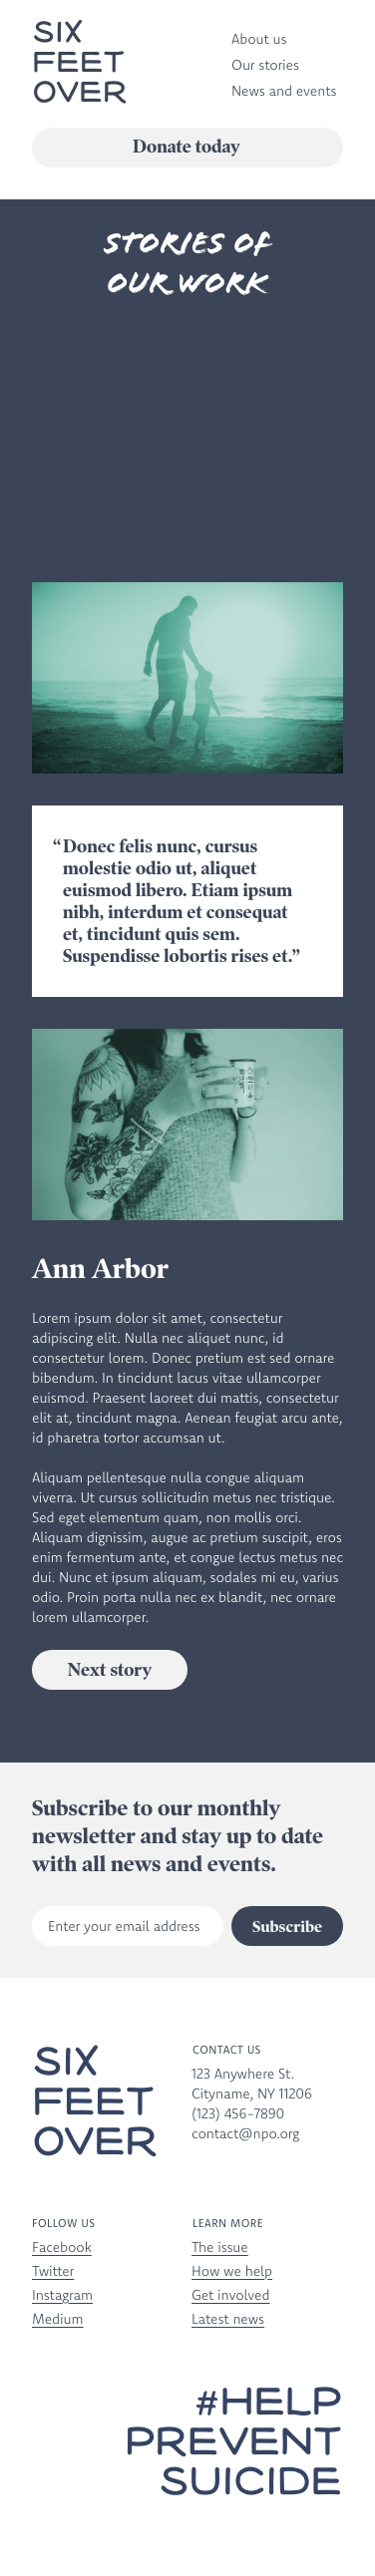 SIX
FEET
OVER
About us
Our stories
News and events
Donate today
STORIES OF
OUR WORK
“Donec felis nunc, cursus
molestie odio ut, aliquet
euismod libero. Etiam ipsum
nibh, interdum et consequat
et, tincidunt quis sem.
Suspendisse lobortis rises et.”
Ann Arbor
Lorem ipsum dolor sit amet, consectetur
adipiscing elit. Nulla nec aliquet nunc, id
consectetur lorem. Donec pretium est sed ornare
bibendum. In tincidunt lacus vitae ullamcorper
euismod. Praesent laoreet dui mattis, consectetur
elit at, tincidunt magna. Aenean feugiat arcu ante,
id pharetra tortor accumsan ut.
Aliquam pellentesque nulla congue aliquam
viverra. Ut cursus sollicitudin metus nec tristique.
Sed eget elementum quam, non mollis orci.
Aliquam dignissim, augue ac pretium suscipit, eros
enim fermentum ante, et congue lectus metus nec
dui. Nunc et ipsum aliquam, sodales mi eu, varius
odio. Proin porta nulla nec ex blandit, nec ornare
lorem ullamcorper.
Next story
Subscribe to our monthly
newsletter and stay up to date
with all news and events.
Enter your email address
Subscribe
SIX
FEET
OVER
CONTACT US
123 Anywhere St.
Cityname, NY 11206
(123) 456-7890
contact@npo.org
FOLLOW US
Facebook
Twitter
Instagram
Medium
LEARN MORE
The issue
How we help
Get involved
Latest news
#HELP
PREVENT
SUICIDE